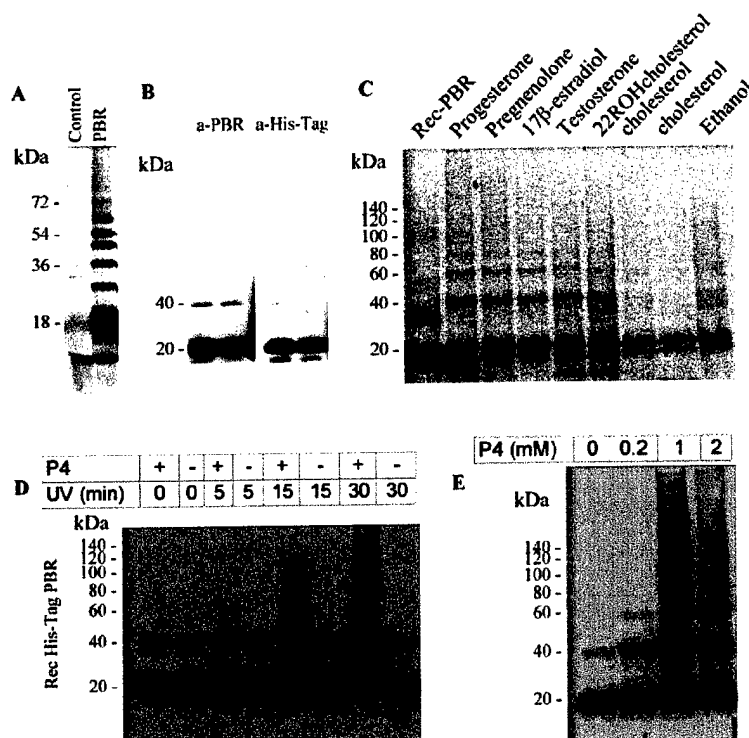 A
Control
PBR
kDa
72 -
54 -
36 -
18 -
B
a-PBR a-His-Tag
kDa
40 -
20 -
C
Rec-PBR
Progesterone
Pregnenolone
17β-estradiol
Testosterone
22ROHcholesterol
cholesterol
cholesterol
Ethanol
kDa
140 -
120 -
100 -
80 -
60 -
40 -
20 -
D
P4 + - + - + - + -
UV (min) 0 0 5 5 15 15 30 30
kDa
Rec His-Tag PBR
140 -
120 -
100 -
80 -
60 -
40 -
20 -
E
P4 (mM) 0 0.2 1 2
kDa
140 -
120 -
100 -
80 -
60 -
40 -
20 -